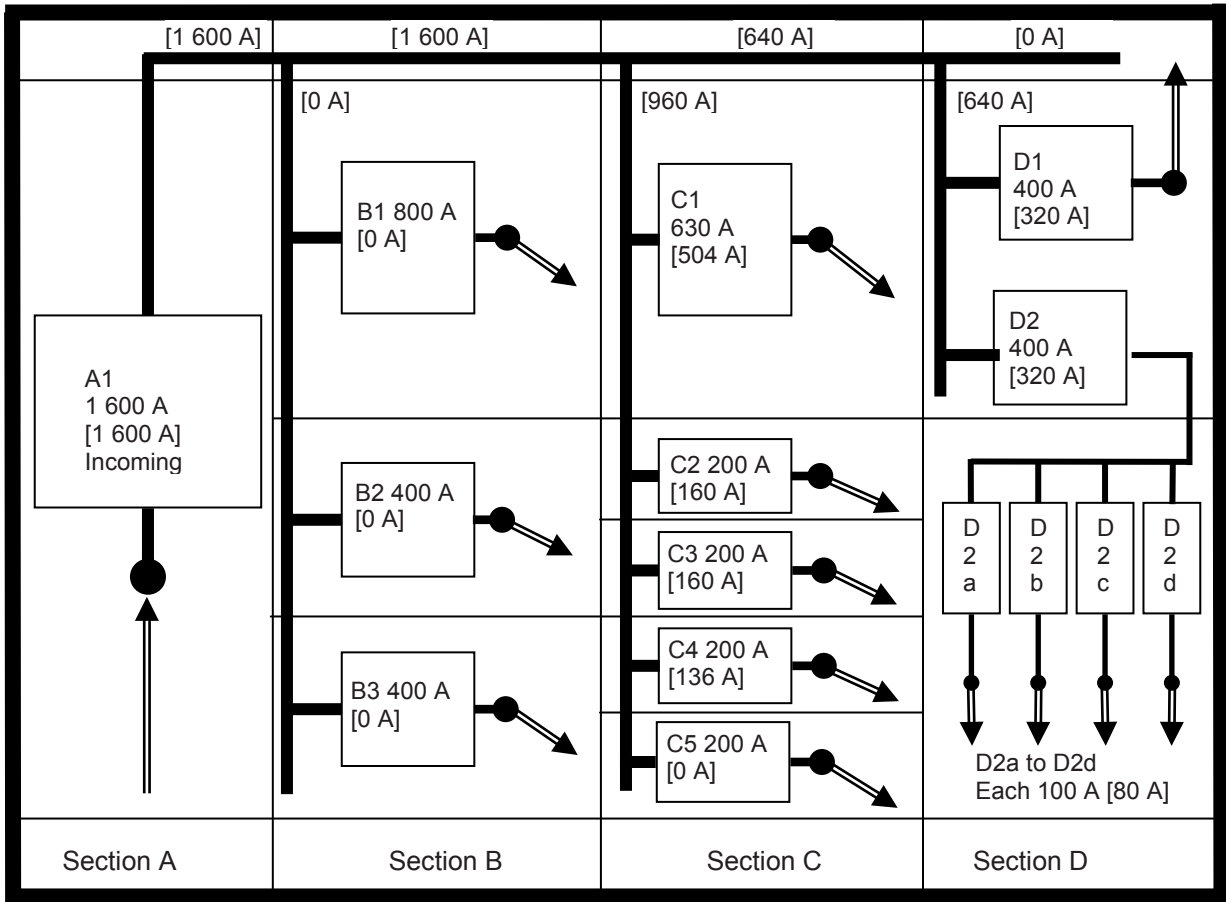 [1 600 A]
[1 600 A]
[640 A]
[0 A]
[0 A]
[960 A]
[640 A]
A1
1 600 A
[1 600 A]
Incoming
B1 800 A
[0 A]
B2 400 A
[0 A]
B3 400 A
[0 A]
C1
630 A
[504 A]
C2 200 A
[160 A]
C3 200 A
[160 A]
C4 200 A
[136 A]
C5 200 A
[0 A]
D1
400 A
[320 A]
D2
400 A
[320 A]
D
2
a
D
2
b
D
2
c
D
2
d
D2a to D2d
Each 100 A [80 A]
Section A
Section B
Section C
Section D